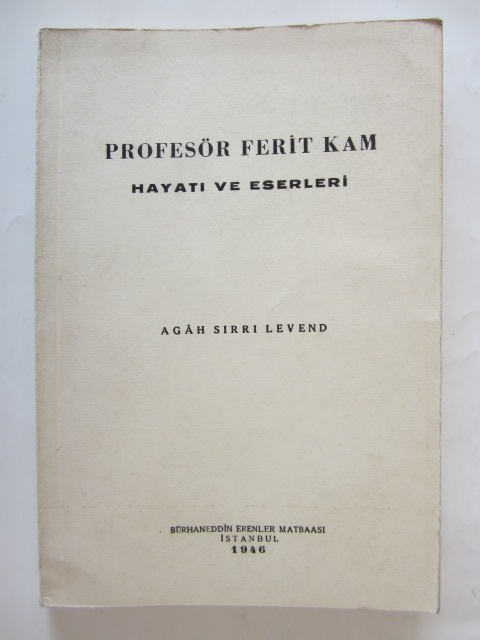 PROFESÖR FERİT KAM
HAYATI VE ESERLERİ
AGÂH SIRRI LEVEND
BÜRHANEDDİN ERENLER MATBAASI
İSTANBUL
1946